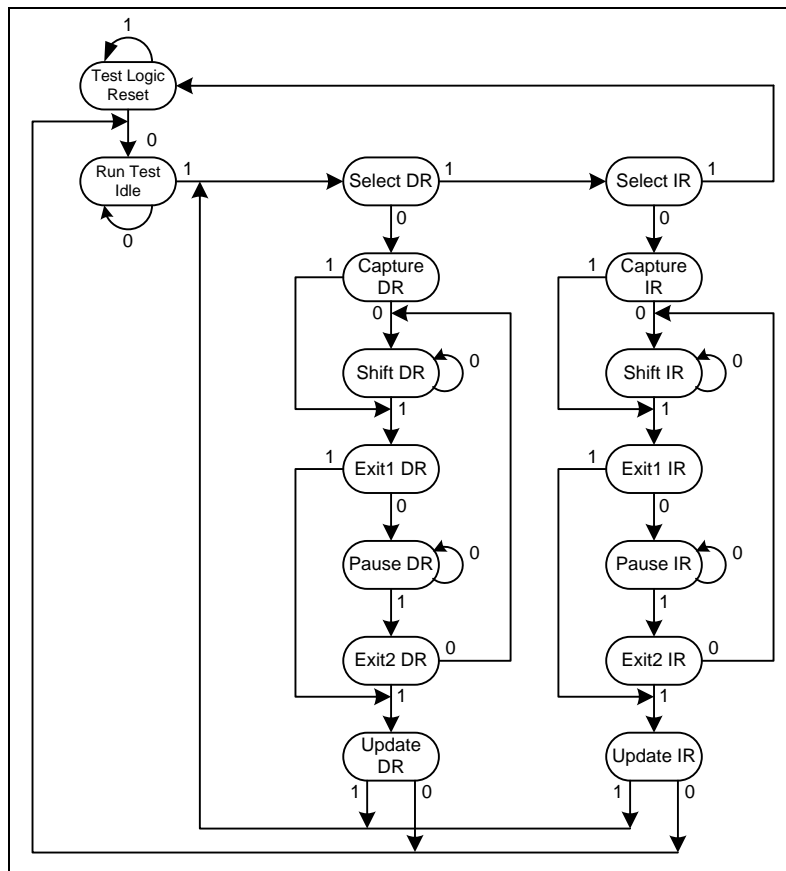 1
Test Logic
Reset
0
Run Test
Idle
1
0
Select DR
1
Select IR
1
0
0
1
Capture
DR
0
1
Capture
IR
0
Shift DR
0
Shift IR
0
1
1
1
Exit1 DR
1
Exit1 IR
0
0
Pause DR
0
Pause IR
0
1
1
Exit2 DR
0
Exit2 IR
0
1
1
Update
DR
Update IR
1
0
1
0